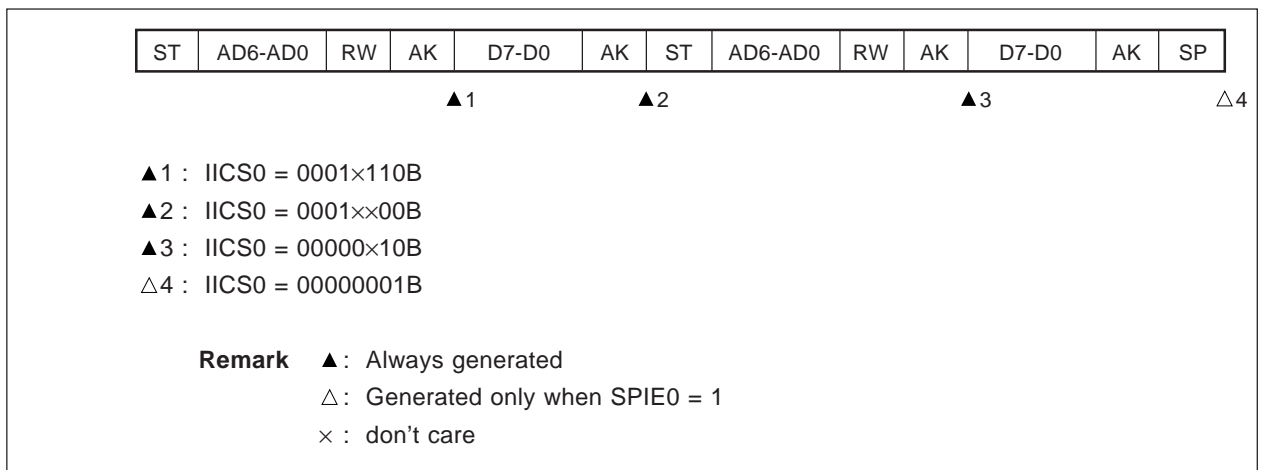 ST AD6-AD0 RW AK D7-D0 AK ST AD6-AD0 RW AK D7-D0 AK SP
▲1 ▲2 ▲3 △4
▲1 : IICS0 = 0001×110B
▲2 : IICS0 = 0001××00B
▲3 : IICS0 = 00000×10B
△4 : IICS0 = 00000001B
Remark ▲ : Always generated
△ : Generated only when SPIE0 = 1
× : don't care